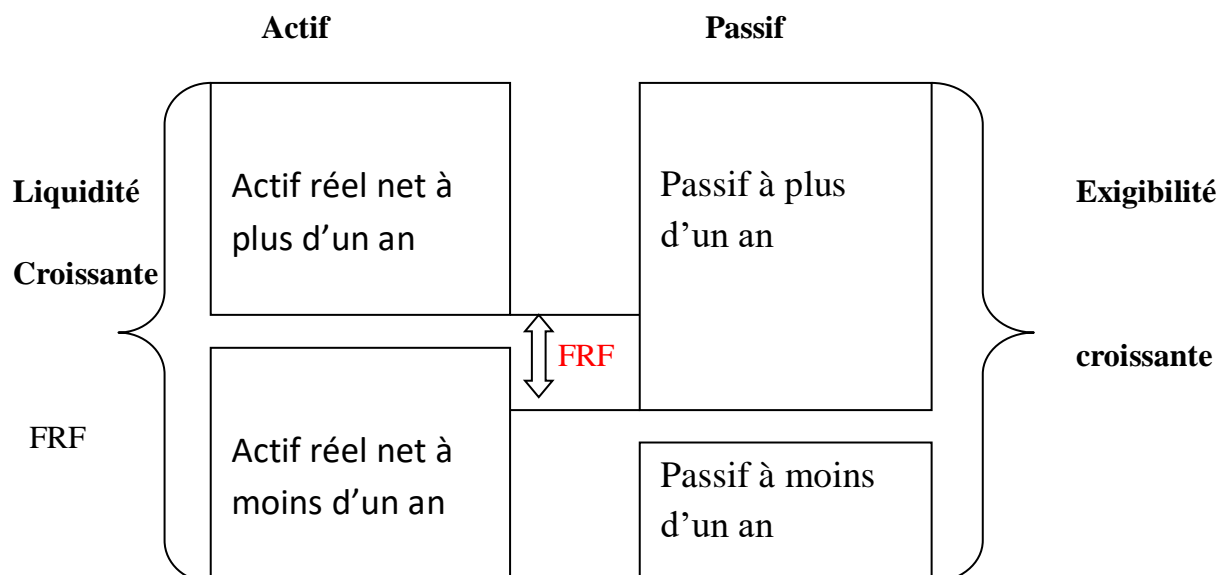 Actif
Passif
Liquidité
Croissante
Actif réel net à
plus d’un an
Passif à plus
d’un an
Exigibilité
croissante
FRF
FRF
Actif réel net à
moins d’un an
Passif à moins
d’un an